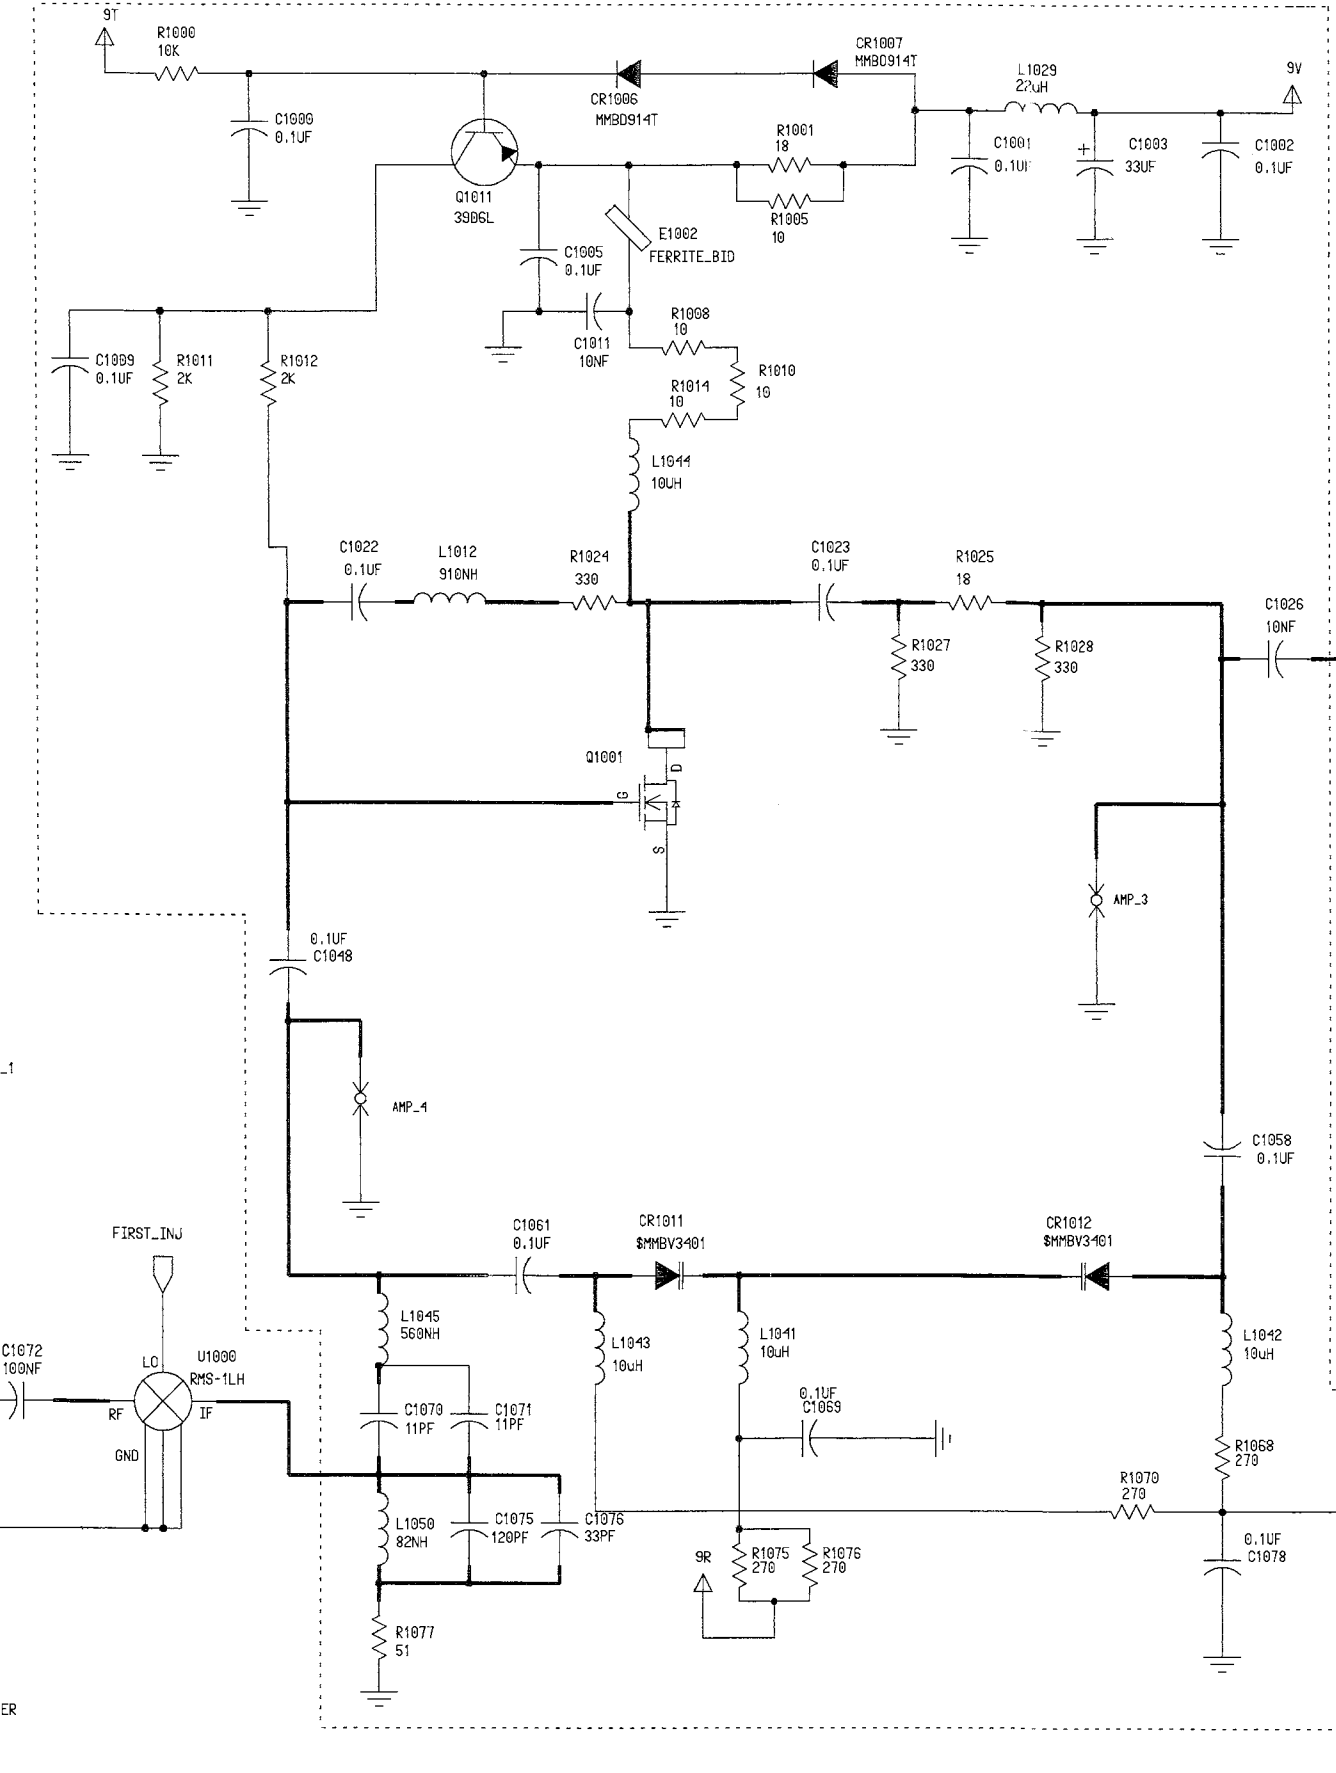 9T
R1000
10K
CR1007
MMBD914T
L1029
22uH
9V
CR1006
MMBD914T
C1000
0.1UF
R1001
18
C1001
0.1UF
C1003
33UF
+
C1002
0.1UF
Q1011
3906L
R1005
10
E1002
FERRITE_BID
C1005
0.1UF
R1008
10
C1011
10NF
C1009
0.1UF
R1011
2K
R1012
2K
R1010
10
R1014
10
L1044
10UH
C1022
0.1UF
L1012
910NH
R1024
330
C1023
0.1UF
R1025
18
C1026
10NF
R1027
330
R1028
330
Q1001
D
G
S
AMP_3
0.1UF
C1048
_1
AMP_4
C1058
0.1UF
FIRST_INJ
C1061
0.1UF
CR1011
$MMBV3401
CR1012
$MMBV3401
L1045
560NH
L1043
10uH
L1041
10uH
L1042
10uH
C1072
100NF
LO
U1000
RMS-1LH
RF
IF
GND
C1070
11PF
C1071
11PF
0.1UF
C1069
R1068
270
R1070
270
L1050
82NH
C1075
120PF
C1076
33PF
9R
R1075
270
R1076
270
0.1UF
C1078
R1077
51
ER